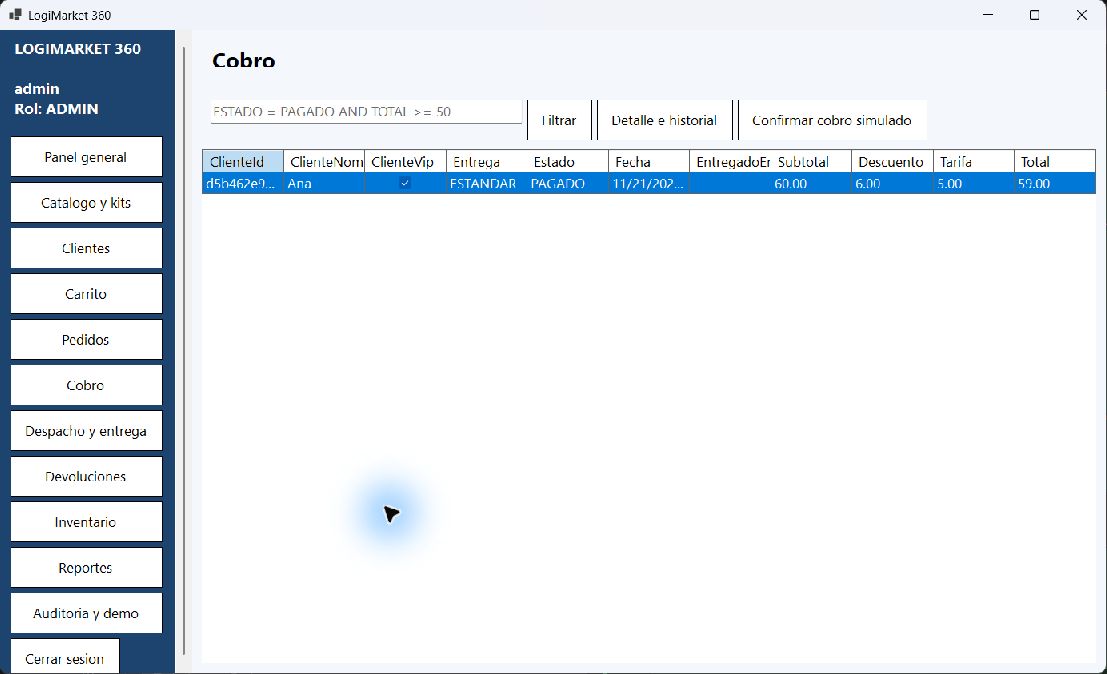 LogiMarket 360
LOGIMARKET 360
admin
Rol: ADMIN
Panel general
Catalogo y kits
Clientes
Carrito
Pedidos
Cobro
Despacho y entrega
Devoluciones
Inventario
Reportes
Auditoria y demo
Cerrar sesion
Cobro
ESTADO = PAGADO AND TOTAL >= 50
Filtrar
Detalle e historial
Confirmar cobro simulado
ClienteId ClienteNom ClienteVip Entrega Estado Fecha EntregadoEr Subtotal Descuento Tarifa Total
d5b462e9... Ana ESTANDAR PAGADO 11/21/202... 60.00 6.00 5.00 59.00